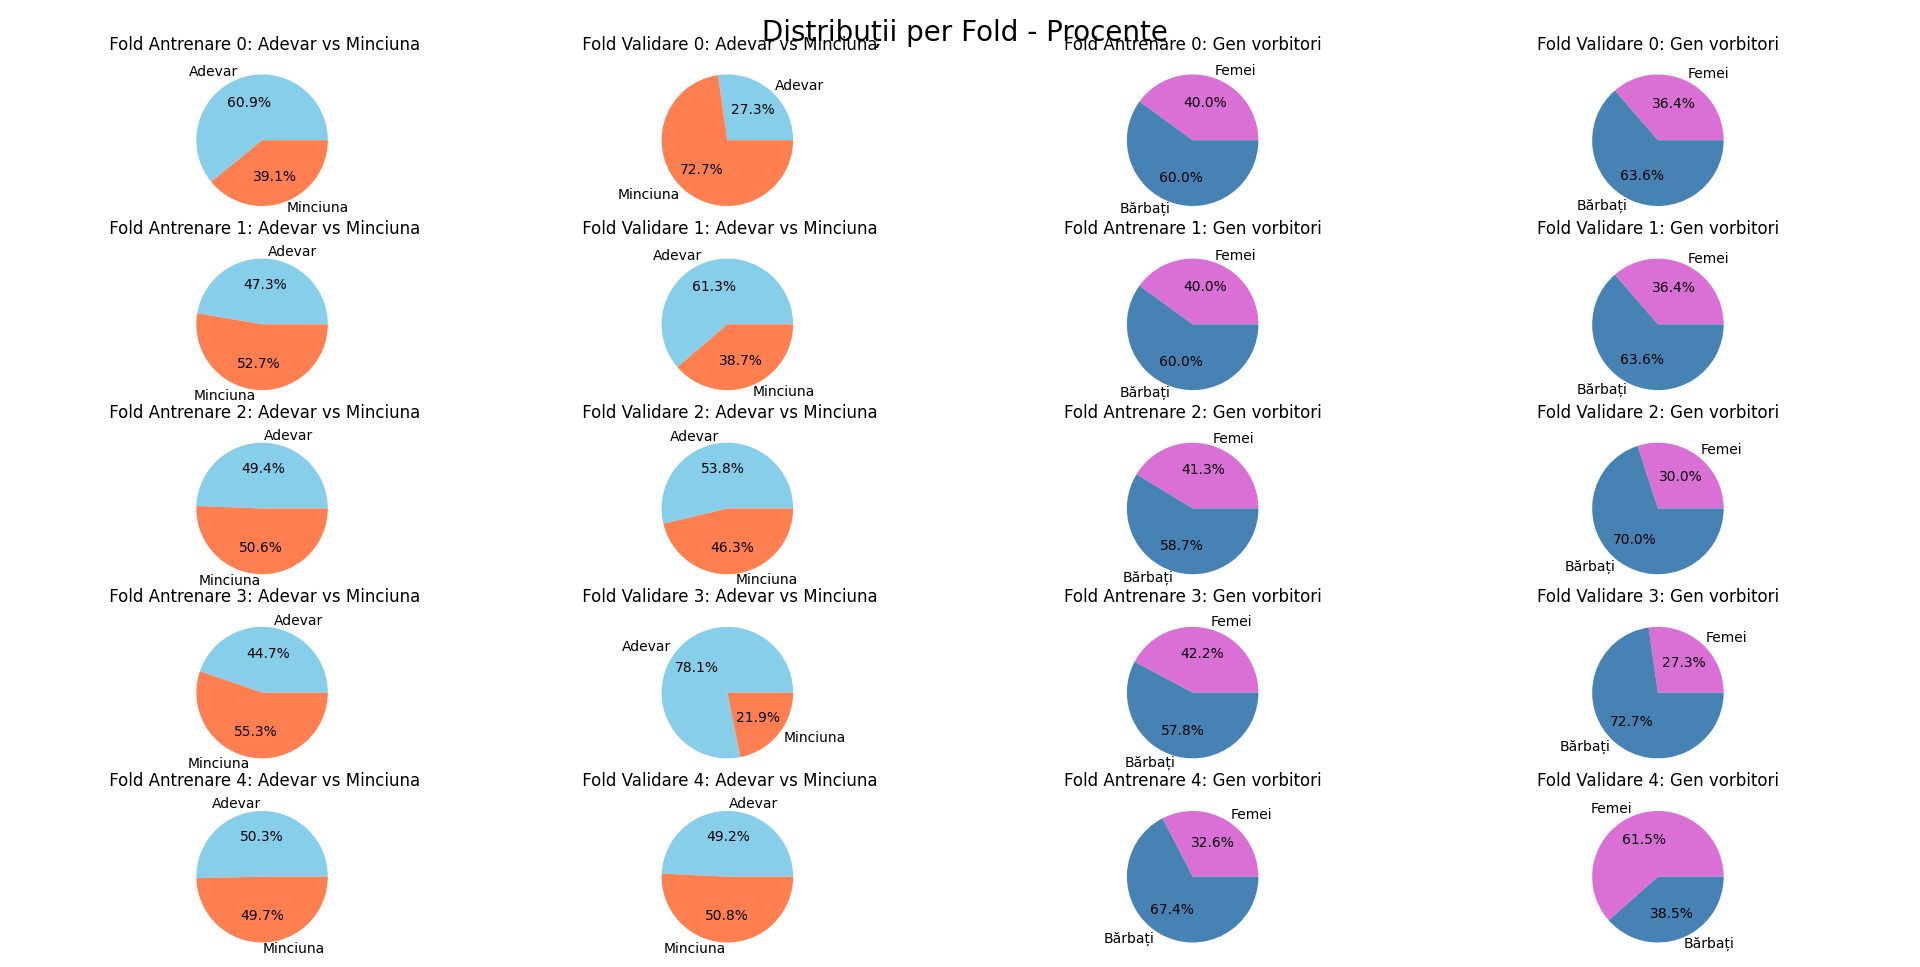 Distribuții per Fold - Procente
Fold Antrenare 0: Adevar vs Minciuna
Adevar
60.9%
39.1%
Minciuna
Fold Validare 0: Adevar vs Minciuna
Adevar
27.3%
72.7%
Minciuna
Fold Antrenare 0: Gen vorbitori
Femei
40.0%
60.0%
Bărbați
Fold Validare 0: Gen vorbitori
Femei
36.4%
63.6%
Bărbați
Fold Antrenare 1: Adevar vs Minciuna
Adevar
47.3%
52.7%
Minciuna
Fold Validare 1: Adevar vs Minciuna
Adevar
61.3%
38.7%
Minciuna
Fold Antrenare 1: Gen vorbitori
Femei
40.0%
60.0%
Bărbați
Fold Validare 1: Gen vorbitori
Femei
36.4%
63.6%
Bărbați
Fold Antrenare 2: Adevar vs Minciuna
Adevar
49.4%
50.6%
Minciuna
Fold Validare 2: Adevar vs Minciuna
Adevar
53.8%
46.3%
Minciuna
Fold Antrenare 2: Gen vorbitori
Femei
41.3%
58.7%
Bărbați
Fold Validare 2: Gen vorbitori
Femei
30.0%
70.0%
Bărbați
Fold Antrenare 3: Adevar vs Minciuna
Adevar
44.7%
55.3%
Minciuna
Fold Validare 3: Adevar vs Minciuna
Adevar
78.1%
21.9%
Minciuna
Fold Antrenare 3: Gen vorbitori
Femei
42.2%
57.8%
Bărbați
Fold Validare 3: Gen vorbitori
Femei
27.3%
72.7%
Bărbați
Fold Antrenare 4: Adevar vs Minciuna
Adevar
50.3%
49.7%
Minciuna
Fold Validare 4: Adevar vs Minciuna
Adevar
49.2%
50.8%
Minciuna
Fold Antrenare 4: Gen vorbitori
Femei
32.6%
67.4%
Bărbați
Fold Validare 4: Gen vorbitori
Femei
61.5%
38.5%
Bărbați